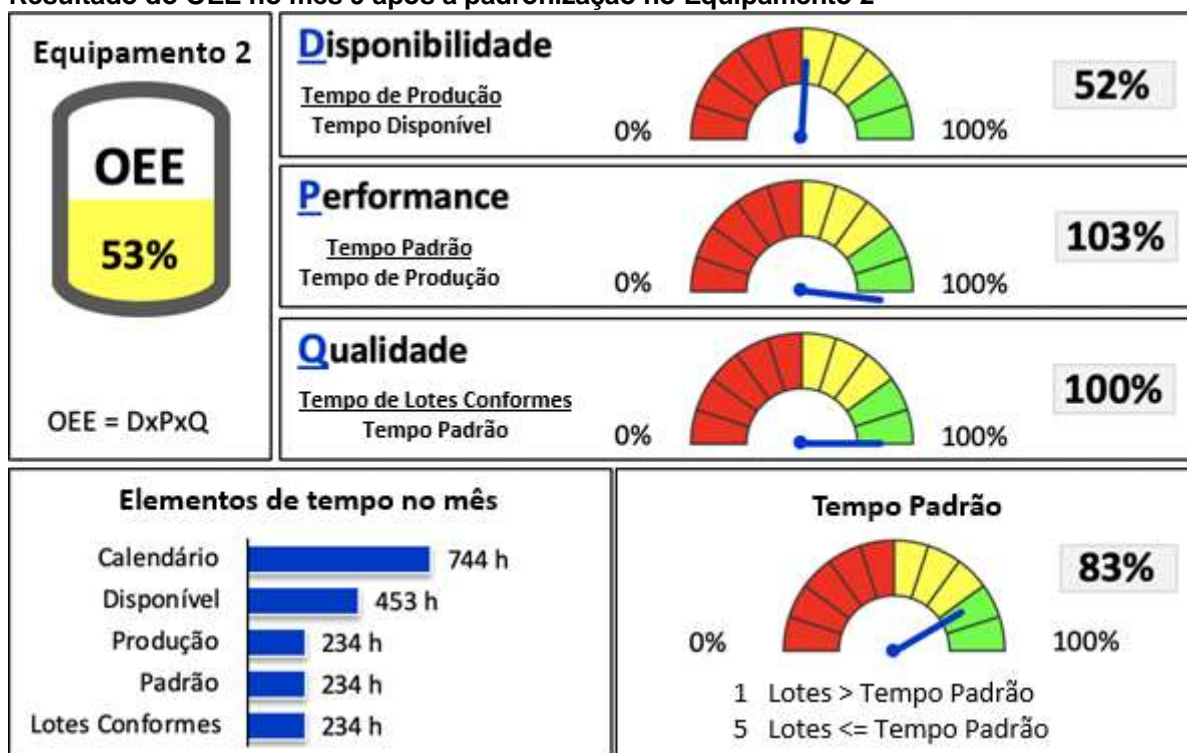 Resultado do OEE no mês 9 após a padronização no Equipamento 2
Equipamento 2
OEE
53%
OEE = DxPxQ
Disponibilidade
Tempo de Produção
Tempo Disponível
0%
100%
52%
Performance
Tempo Padrão
Tempo de Produção
0%
100%
103%
Qualidade
Tempo de Lotes Conformes
Tempo Padrão
0%
100%
100%
Elementos de tempo no mês
Calendário 744 h
Disponível 453 h
Produção 234 h
Padrão 234 h
Lotes Conformes 234 h
Tempo Padrão
0%
100%
83%
1 Lotes > Tempo Padrão
5 Lotes <= Tempo Padrão